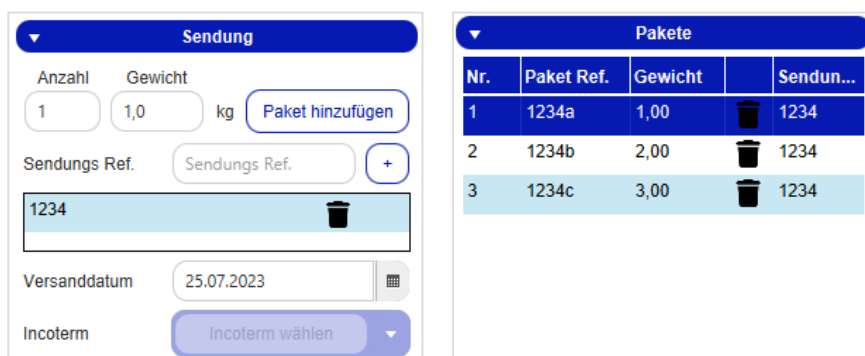 Sendung
Anzahl Gewicht
1 1,0 kg Paket hinzufügen
Sendungs Ref. Sendungs Ref. +
1234
Versanddatum 25.07.2023
Incoterm Incoterm wählen
Pakete
Nr. Paket Ref. Gewicht Sendun...
1 1234a 1,00 1234
2 1234b 2,00 1234
3 1234c 3,00 1234